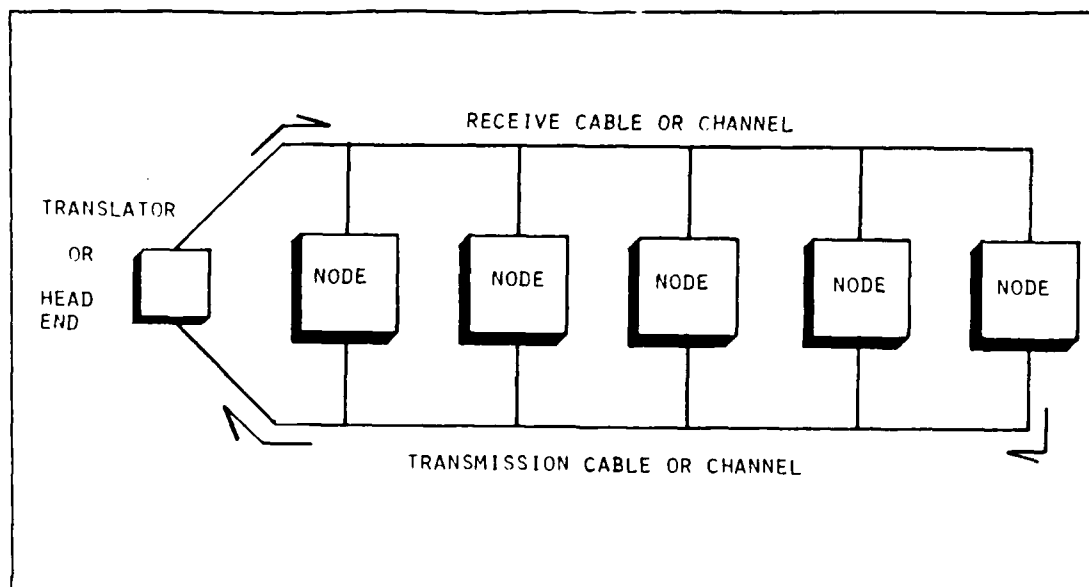 RECEIVE CABLE OR CHANNEL
TRANSLATOR
OR
HEAD
END
NODE
NODE
NODE
NODE
NODE
TRANSMISSION CABLE OR CHANNEL